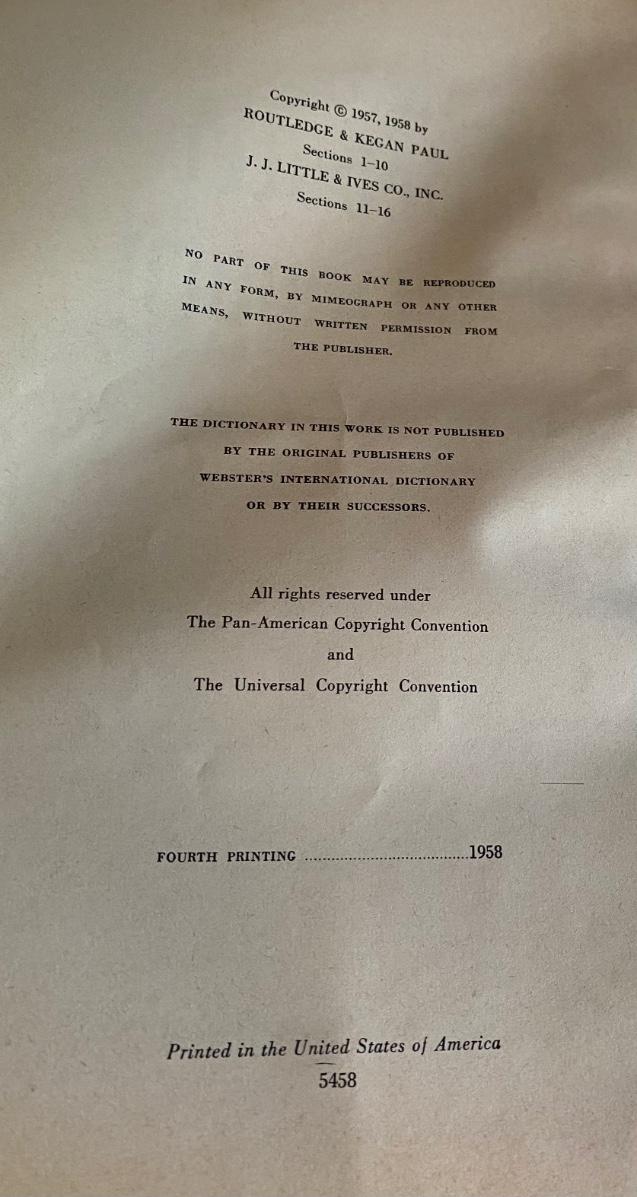 Copyright © 1957, 1958 by
ROUTLEDGE & KEGAN PAUL
Sections 1–10
J. J. LITTLE & IVES CO., INC.
Sections 11–16
NO PART OF THIS BOOK MAY BE REPRODUCED
IN ANY FORM, BY MIMEOGRAPH OR ANY OTHER
MEANS, WITHOUT WRITTEN PERMISSION FROM
THE PUBLISHER.
THE DICTIONARY IN THIS WORK IS NOT PUBLISHED
BY THE ORIGINAL PUBLISHERS OF
WEBSTER'S INTERNATIONAL DICTIONARY
OR BY THEIR SUCCESSORS.
All rights reserved under
The Pan-American Copyright Convention
and
The Universal Copyright Convention
FOURTH PRINTING ....................................1958
Printed in the United States of America
5458